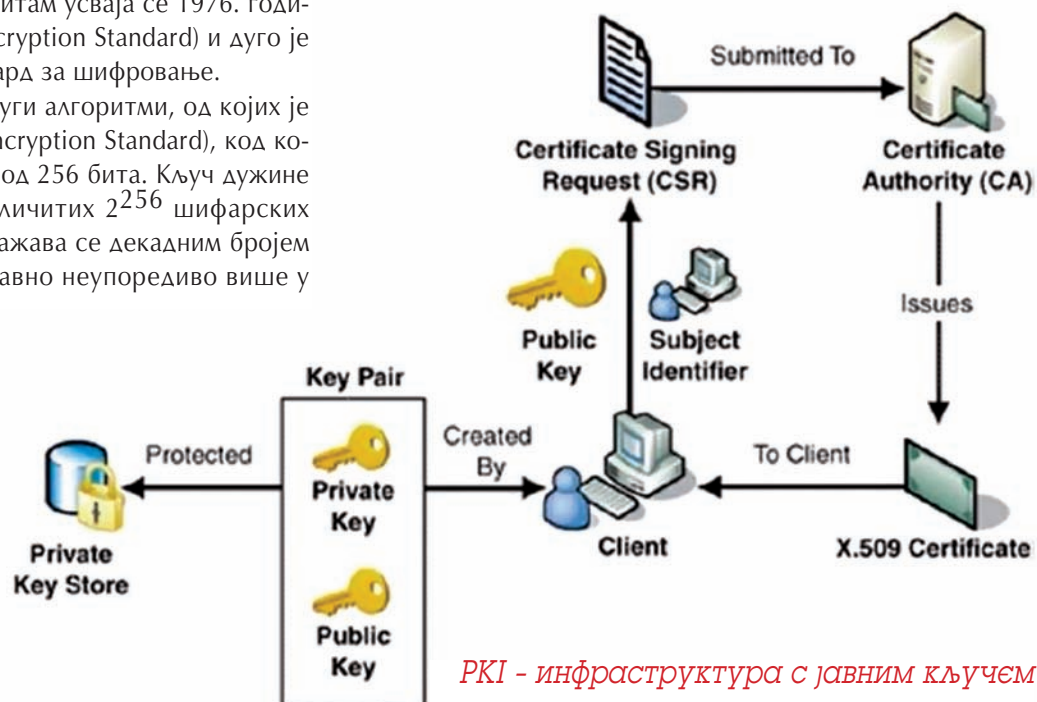 итам усваја се 1976. годи-
cryption Standard) и дуго је
ард за шифровање.
уги алгоритми, од којих је
ncryption Standard), код ко-
од 256 бита. Кључ дужине
личитих 2^256 шифарских
ажава се декадним бројем
авно неупоредиво више у
Submitted To
Certificate Signing
Request (CSR)
Certificate
Authority (CA)
Public
Key
Subject
Identifier
Issues
Key Pair
Protected
Private
Key
Created
By
To Client
Private
Key Store
Client
X.509 Certificate
Public
Key
PKI - инфраструктура с јавним кључем